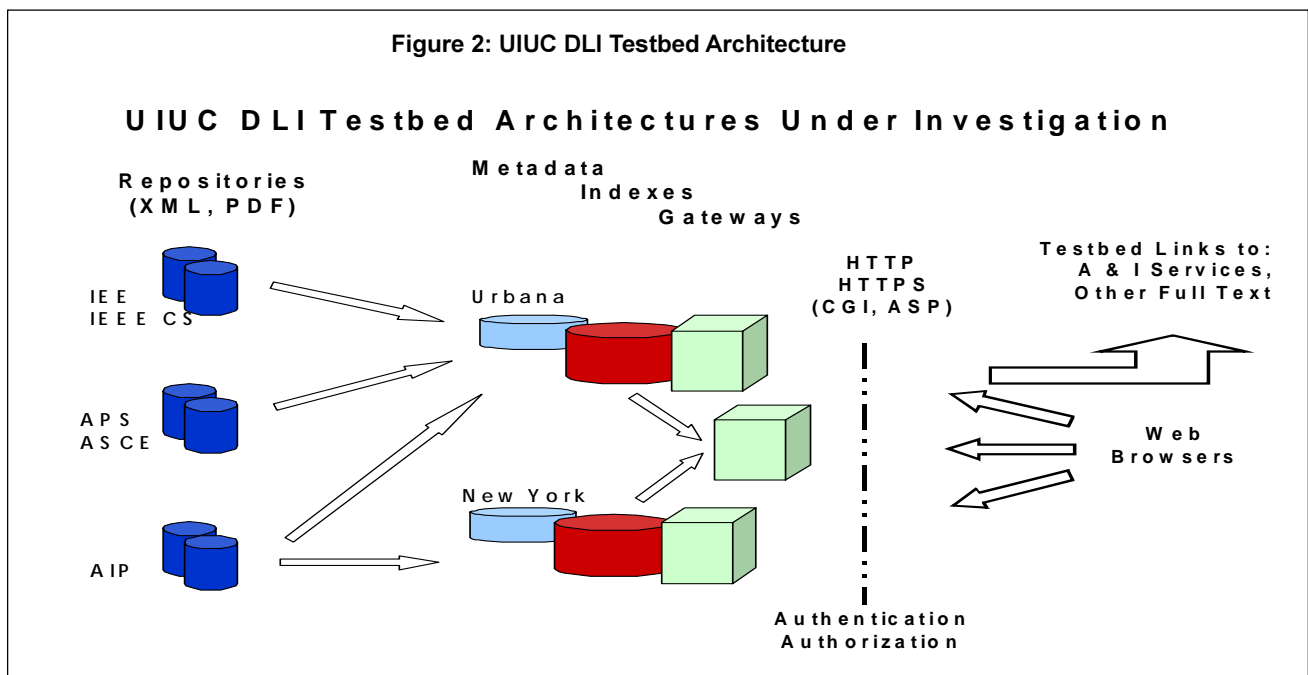 Figure 2: UIUC DLI Testbed Architecture
UIUC DLI Testbed Architectures Under Investigation
Repositories
(XML, PDF)
Metadata
Indexes
Gateways
HTTP
HTTPS
(CGI, ASP)
Testbed Links to:
A & I Services,
Other Full Text
IEE
IEEE CS
Urbana
APS
ASCE
Web
Browsers
New York
AIP
Authentication
Authorization